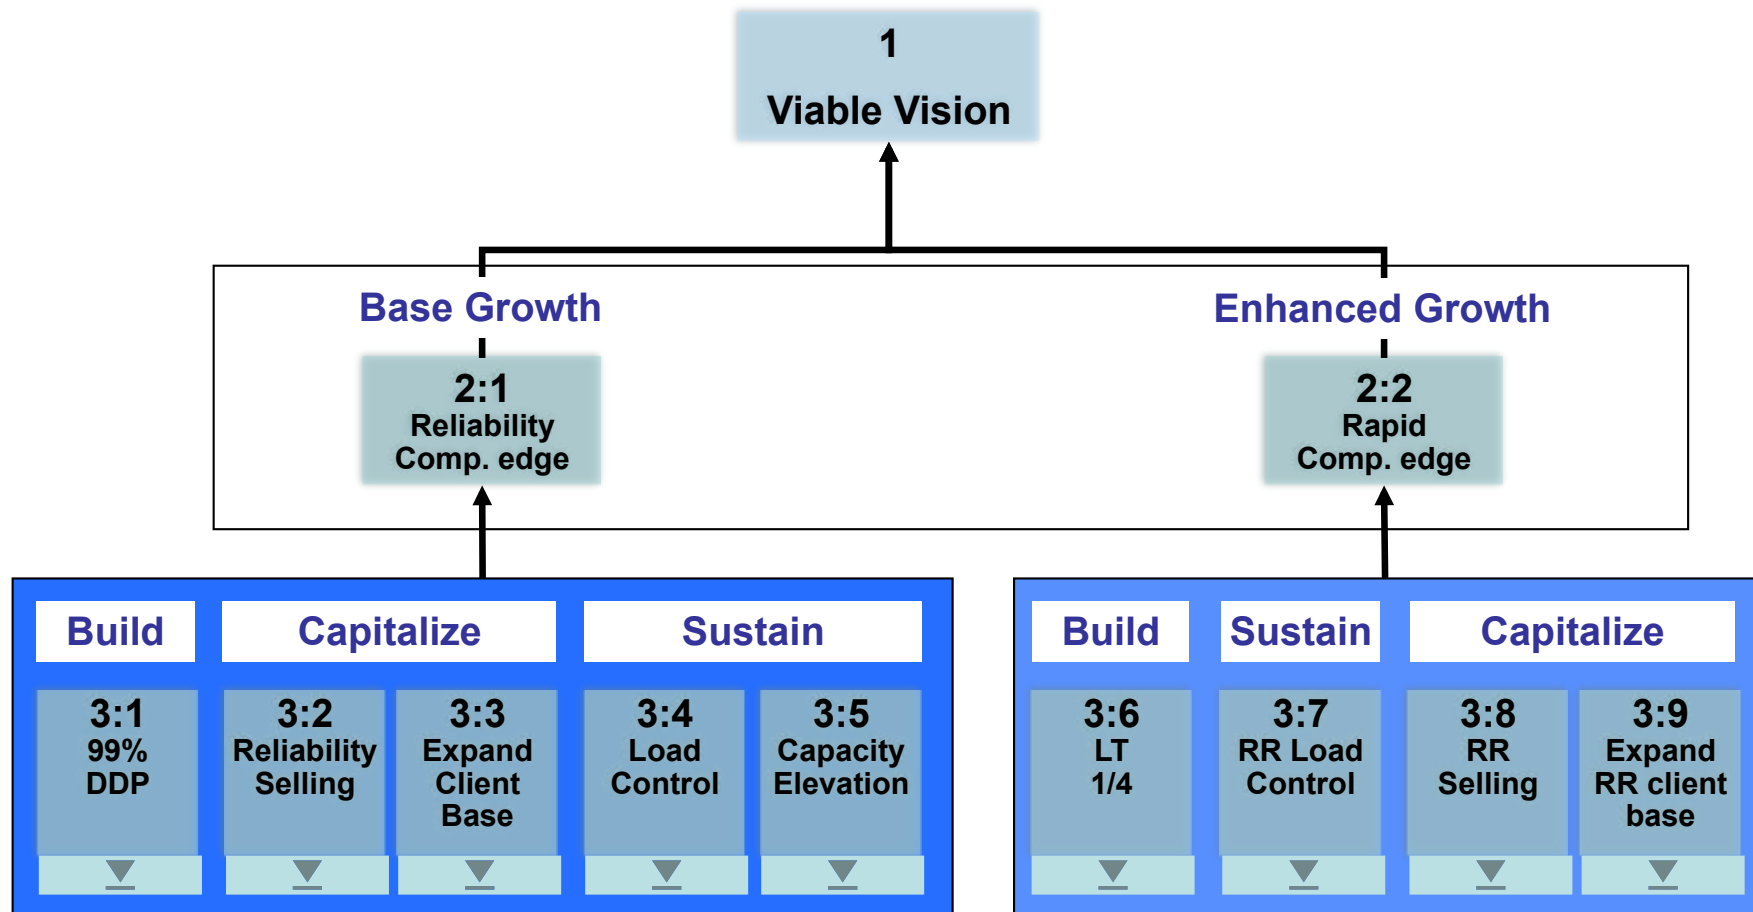 1
Viable Vision
Base Growth
Enhanced Growth
2:1
Reliability
Comp. edge
2:2
Rapid
Comp. edge
Build
Capitalize
Sustain
3:1
99%
DDP
3:2
Reliability
Selling
3:3
Expand
Client
Base
3:4
Load
Control
3:5
Capacity
Elevation
Build
Sustain
Capitalize
3:6
LT
1/4
3:7
RR Load
Control
3:8
RR
Selling
3:9
Expand
RR client
base